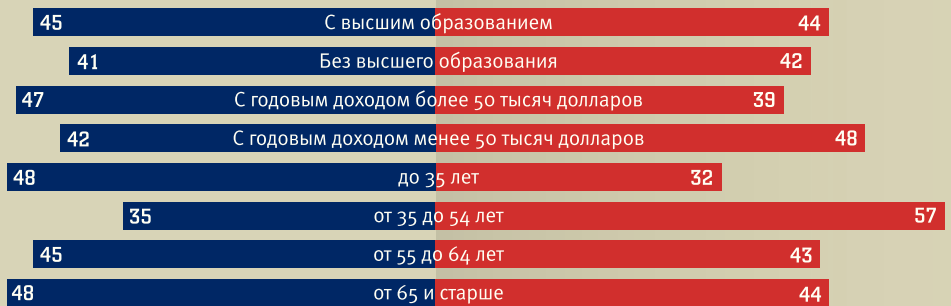 45 С высшим образованием 44
41 Без высшего образования 42
47 С годовым доходом более 50 тысяч долларов 39
42 С годовым доходом менее 50 тысяч долларов 48
48 до 35 лет 32
35 от 35 до 54 лет 57
45 от 55 до 64 лет 43
48 от 65 и старше 44